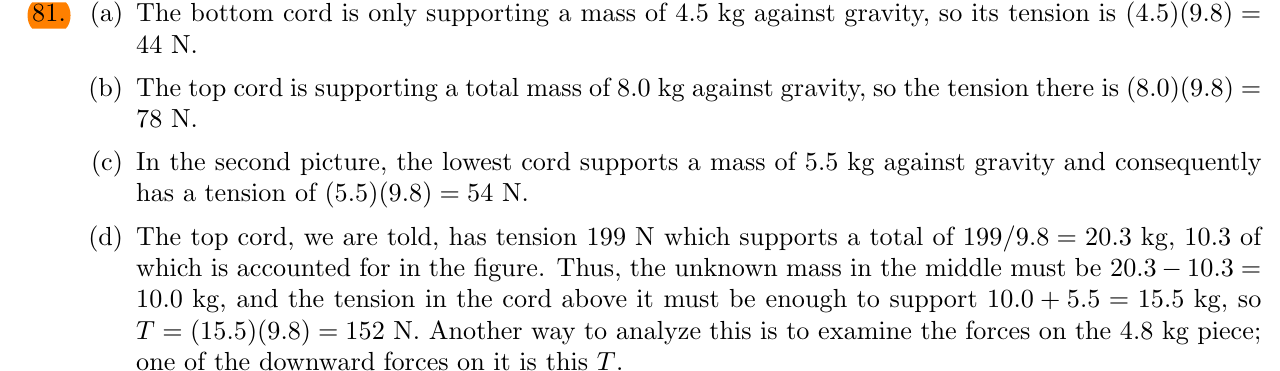 81. (a) The bottom cord is only supporting a mass of 4.5 kg against gravity, so its tension is (4.5)(9.8) =
44 N.
(b) The top cord is supporting a total mass of 8.0 kg against gravity, so the tension there is (8.0)(9.8) =
78 N.
(c) In the second picture, the lowest cord supports a mass of 5.5 kg against gravity and consequently
has a tension of (5.5)(9.8) = 54 N.
(d) The top cord, we are told, has tension 199 N which supports a total of 199/9.8 = 20.3 kg, 10.3 of
which is accounted for in the figure. Thus, the unknown mass in the middle must be 20.3 − 10.3 =
10.0 kg, and the tension in the cord above it must be enough to support 10.0 + 5.5 = 15.5 kg, so
T = (15.5)(9.8) = 152 N. Another way to analyze this is to examine the forces on the 4.8 kg piece;
one of the downward forces on it is this T.